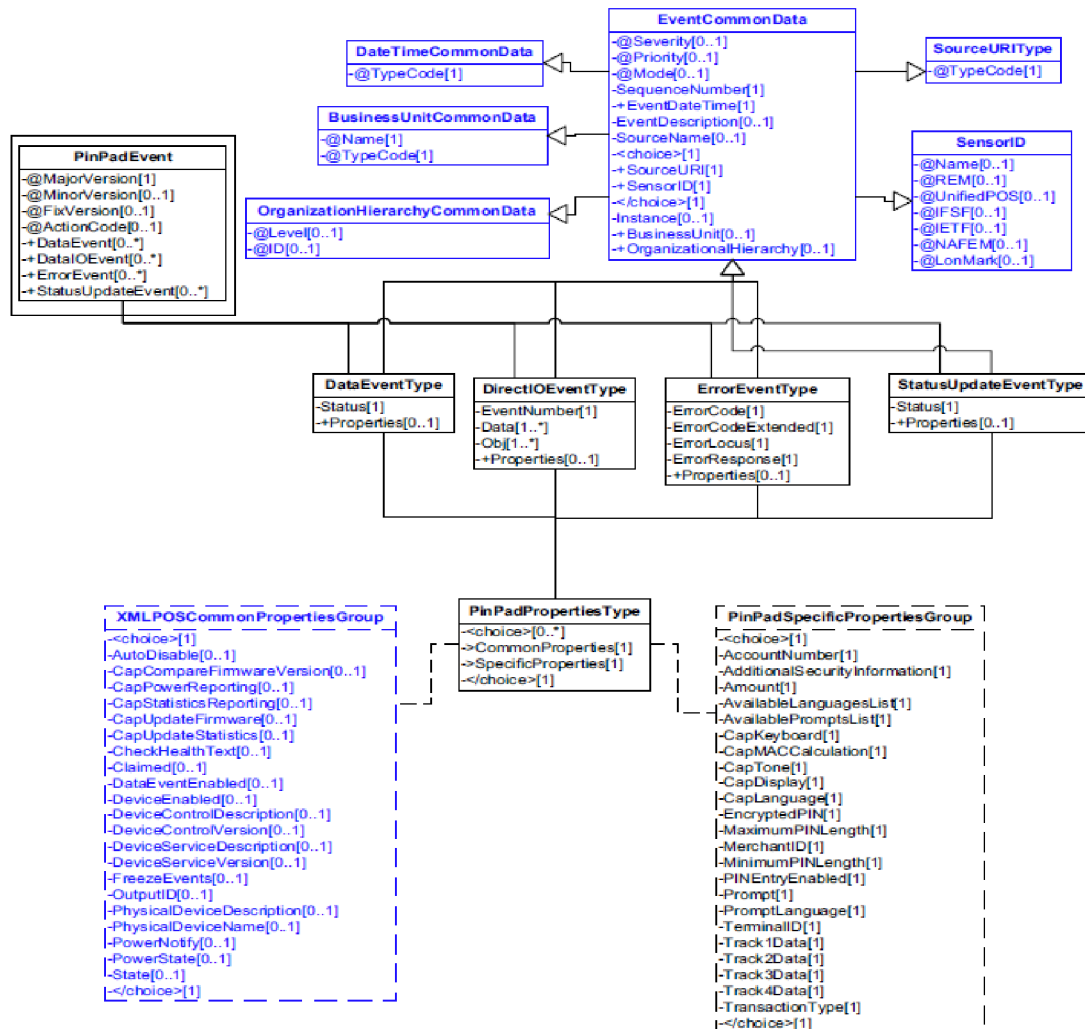 EventCommonData
-@Severity[0..1]
-@Priority[0..1]
-@Mode[0..1]
-SequenceNumber[1]
-+EventDateTime[1]
-EventDescription[0..1]
-SourceName[0..1]
-<choice>[1]
-+SourceURI[1]
-+SensorID[1]
-</choice>[1]
-Instance[0..1]
-+BusinessUnit[0..1]
-+OrganizationalHierarchy[0..1]
DateTimeCommonData
-@TypeCode[1]
SourceURIType
-@TypeCode[1]
BusinessUnitCommonData
-@Name[1]
-@TypeCode[1]
SensorID
-@Name[0..1]
-@REM[0..1]
-@UnifiedPOS[0..1]
-@IFSF[0..1]
-@IETF[0..1]
-@NAFEM[0..1]
-@LonMark[0..1]
PinPadEvent
-@MajorVersion[1]
-@MinorVersion[0..1]
-@FixVersion[0..1]
-@ActionCode[0..1]
-+DataEvent[0..*]
-+DataIOEvent[0..*]
-+ErrorEvent[0..*]
-+StatusUpdateEvent[0..*]
OrganizationHierarchyCommonData
-@Level[0..1]
-@ID[0..1]
DataEventType
-Status[1]
-+Properties[0..1]
DirectIOEventType
-EventNumber[1]
-Data[1..*]
-Obj[1..*]
-+Properties[0..1]
ErrorEventType
-ErrorCode[1]
-ErrorCodeExtended[1]
-ErrorLocus[1]
-ErrorResponse[1]
-+Properties[0..1]
StatusUpdateEventType
-Status[1]
-+Properties[0..1]
XMLPOSCommonPropertiesGroup
-<choice>[1]
-AutoDisable[0..1]
-CapCompareFirmwareVersion[0..1]
-CapPowerReporting[0..1]
-CapStatisticsReporting[0..1]
-CapUpdateFirmware[0..1]
-CapUpdateStatistics[0..1]
-CheckHealthText[0..1]
-Claimed[0..1]
-DataEventEnabled[0..1]
-DeviceEnabled[0..1]
-DeviceControlDescription[0..1]
-DeviceControlVersion[0..1]
-DeviceServiceDescription[0..1]
-DeviceServiceVersion[0..1]
-FreezeEvents[0..1]
-OutputID[0..1]
-PhysicalDeviceDescription[0..1]
-PhysicalDeviceName[0..1]
-PowerNotify[0..1]
-PowerState[0..1]
-State[0..1]
-</choice>[1]
PinPadPropertiesType
-<choice>[0..*]
->CommonProperties[1]
->SpecificProperties[1]
-</choice>[1]
PinPadSpecificPropertiesGroup
-<choice>[1]
-AccountNumber[1]
-AdditionalSecurityInformation[1]
-Amount[1]
-AvailableLanguagesList[1]
-AvailablePromptsList[1]
-CapKeyboard[1]
-CapMACCalculation[1]
-CapTone[1]
-CapDisplay[1]
-CapLanguage[1]
-EncryptedPIN[1]
-MaximumPINLength[1]
-MerchantID[1]
-MinimumPINLength[1]
-PINEntryEnabled[1]
-Prompt[1]
-PromptLanguage[1]
-TerminalID[1]
-Track1Data[1]
-Track2Data[1]
-Track3Data[1]
-Track4Data[1]
-TransactionType[1]
-</choice>[1]